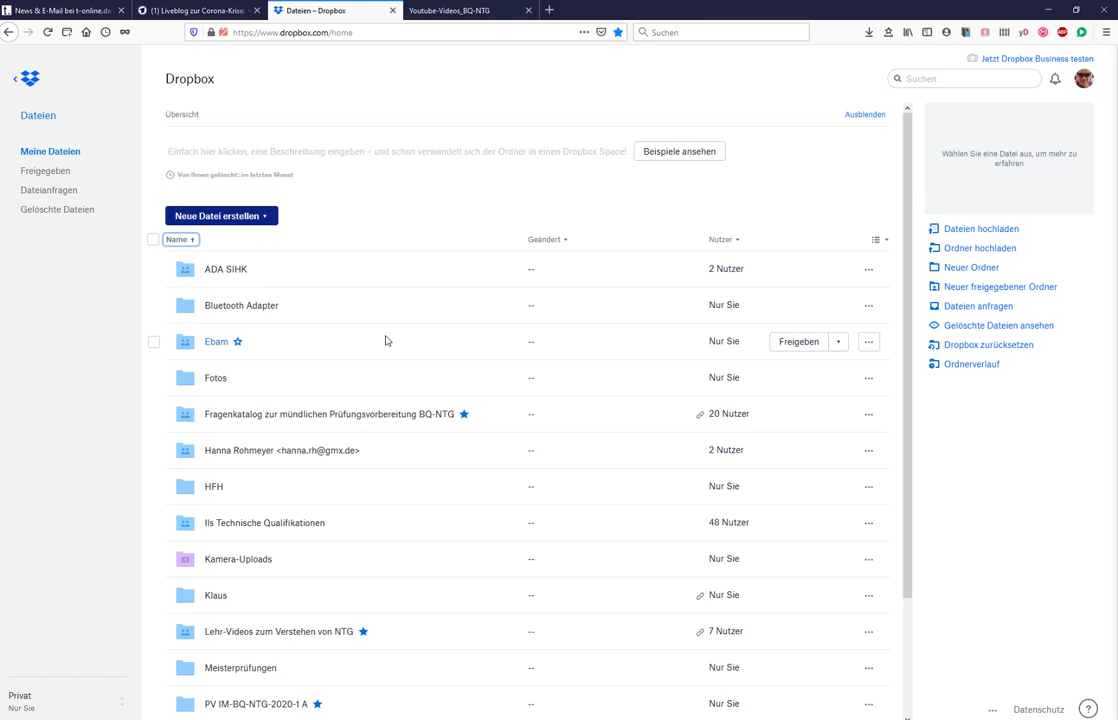 News & E-Mail bei t-online.de
(1) Liveblog zur Corona-Krise:
Dateien – Dropbox
Youtube-Videos_BQ-NTG
https://www.dropbox.com/home
Suchen
Jetzt Dropbox Business testen
Dropbox
Suchen
Dateien
Übersicht
Ausblenden
Meine Dateien
Einfach hier klicken, eine Beschreibung eingeben – und schon verwandelt sich der Ordner in einen Dropbox Space!
Beispiele ansehen
Wählen Sie eine Datei aus, um mehr zu
erfahren
Freigegeben
Von Ihnen gelöscht: im letzten Monat
Dateianfragen
Gelöschte Dateien
Neue Datei erstellen
Name
Geändert
Nutzer
Dateien hochladen
Ordner hochladen
Neuer Ordner
Neuer freigegebener Ordner
Dateien anfragen
Gelöschte Dateien ansehen
Dropbox zurücksetzen
Ordnerverlauf
ADA SIHK -- 2 Nutzer
Bluetooth Adapter -- Nur Sie
Ebam -- Nur Sie Freigeben
Fotos -- Nur Sie
Fragenkatalog zur mündlichen Prüfungsvorbereitung BQ-NTG -- 20 Nutzer
Hanna Rohmeyer <hanna.rh@gmx.de> -- 2 Nutzer
HFH -- Nur Sie
Ils Technische Qualifikationen -- 48 Nutzer
Kamera-Uploads -- Nur Sie
Klaus -- Nur Sie
Lehr-Videos zum Verstehen von NTG -- 7 Nutzer
Meisterprüfungen -- Nur Sie
PV IM-BQ-NTG-2020-1 A -- Nur Sie
Privat
Nur Sie
Datenschutz
?